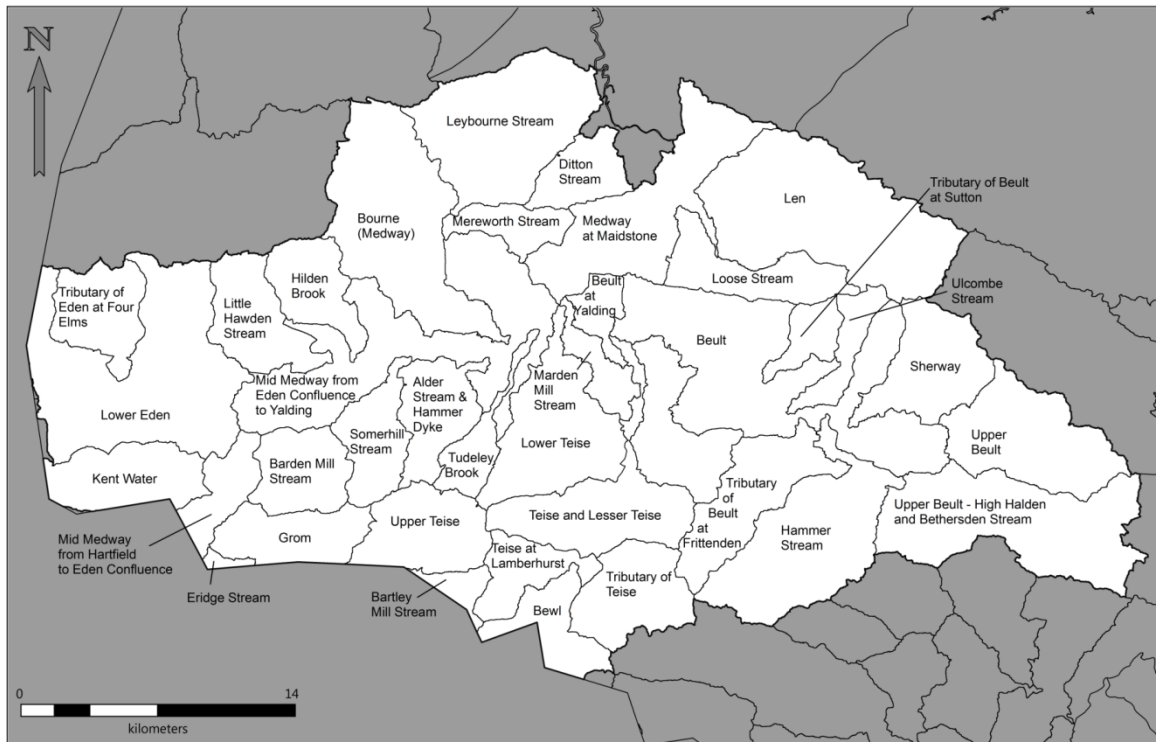 N
Leybourne Stream
Ditton
Stream
Tributary of Beult
at Sutton
Len
Bourne
(Medway)
Mereworth Stream
Medway
at Maidstone
Loose Stream
Hilden
Brook
Beult
at
Yalding
Ulcombe
Stream
Tributary of
Eden at Four
Elms
Little
Hawden
Stream
Beult
Sherway
Mid Medway from
Eden Confluence
to Yalding
Alder
Stream &
Hammer
Dyke
Marden
Mill
Stream
Lower Eden
Somerhill
Stream
Lower Teise
Upper
Beult
Tudeley
Brook
Kent Water
Barden Mill
Stream
Tributary
of
Beult
at
Frittenden
Upper Beult - High Halden
and Bethersden Stream
Upper Teise
Teise and Lesser Teise
Hammer
Stream
Mid Medway
from Hartfield
to Eden Confluence
Grom
Teise at
Lamberhurst
Tributary of
Teise
Eridge Stream
Bartley
Mill Stream
Bewl
0
14
kilometers